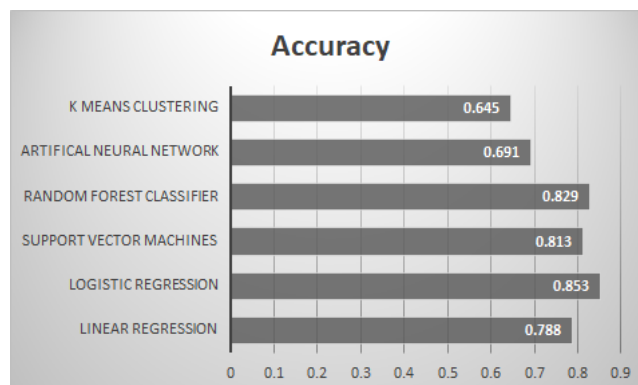 Accuracy
K MEANS CLUSTERING
0.645
ARTIFICAL NEURAL NETWORK
0.691
RANDOM FOREST CLASSIFIER
0.829
SUPPORT VECTOR MACHINES
0.813
LOGISTIC REGRESSION
0.853
LINEAR REGRESSION
0.788
0 0.1 0.2 0.3 0.4 0.5 0.6 0.7 0.8 0.9